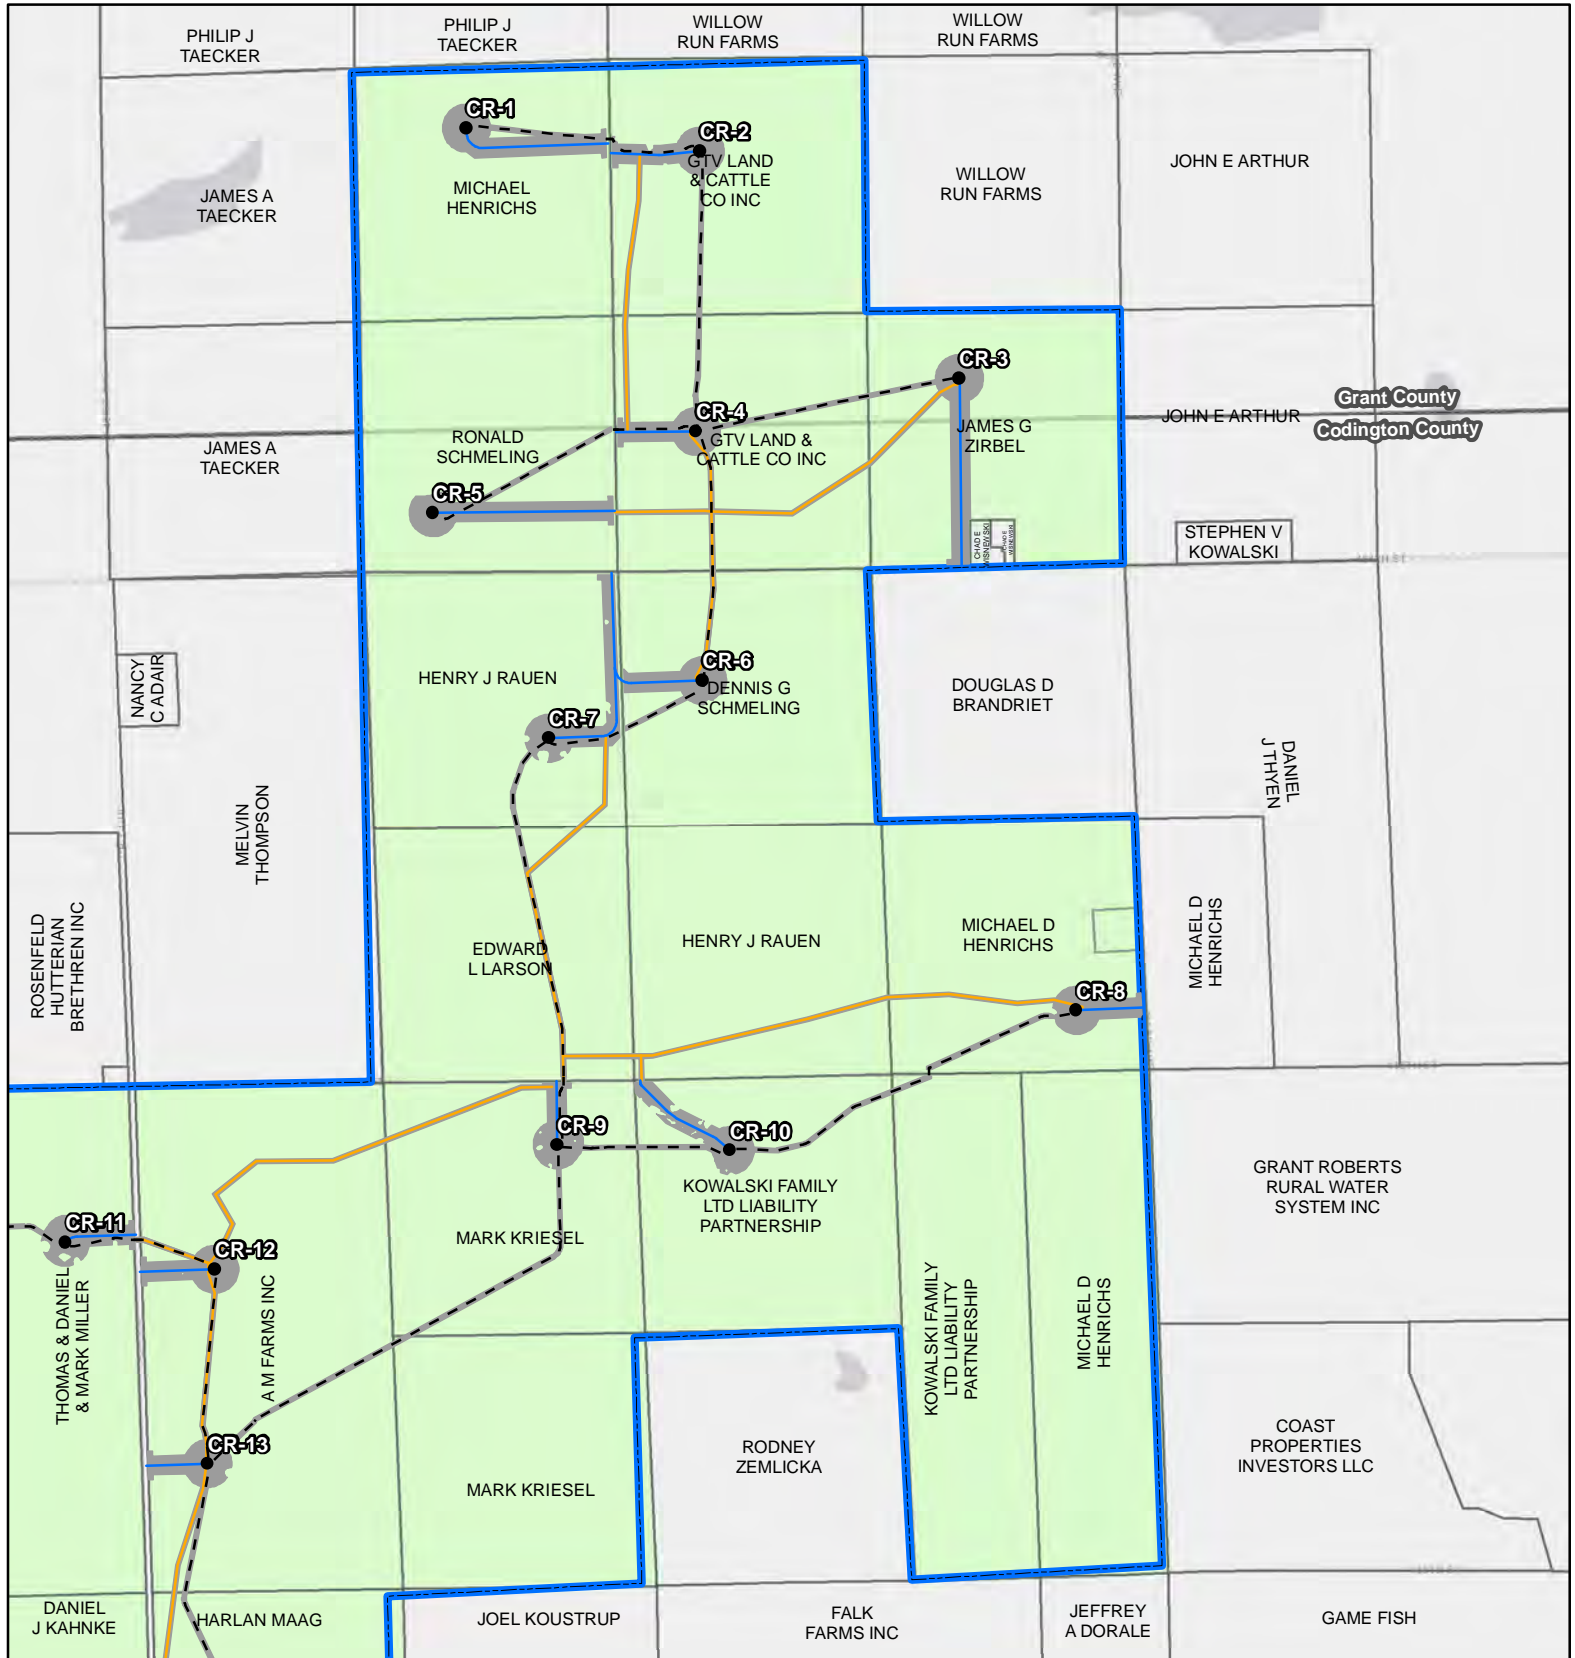 PHILIP J
TAECKER
PHILIP J
TAECKER
WILLOW
RUN FARMS
WILLOW
RUN FARMS
CR-1
CR-2
GTV LAND
& CATTLE
CO INC
MICHAEL
HENRICHS
JAMES A
TAECKER
WILLOW
RUN FARMS
JOHN E ARTHUR
CR-3
CR-4
GTV LAND &
CATTLE CO INC
JAMES G
ZIRBEL
Grant County
JOHN E ARTHUR
Codington County
RONALD
SCHMELING
JAMES A
TAECKER
CR-5
CHAD E
WISNEWSKI
CHAD E
WISNEWSKI
STEPHEN V
KOWALSKI
NANCY
C ADAIR
HENRY J RAUEN
CR-6
DENNIS G
SCHMELING
CR-7
DOUGLAS D
BRANDRIET
DANIEL
J THYEN
MELVIN
THOMPSON
ROSENFELD
HUTTERIAN
BRETHREN INC
EDWARD
L LARSON
HENRY J RAUEN
MICHAEL D
HENRICHS
MICHAEL D
HENRICHS
CR-8
CR-9
CR-10
KOWALSKI FAMILY
LTD LIABILITY
PARTNERSHIP
GRANT ROBERTS
RURAL WATER
SYSTEM INC
CR-11
CR-12
MARK KRIESEL
THOMAS & DANIEL
& MARK MILLER
A M FARMS INC
KOWALSKI FAMILY
LTD LIABILITY
PARTNERSHIP
MICHAEL D
HENRICHS
CR-13
MARK KRIESEL
RODNEY
ZEMLICKA
COAST
PROPERTIES
INVESTORS LLC
DANIEL
J KAHNKE
HARLAN MAAG
JOEL KOUSTRUP
FALK
FARMS INC
JEFFREY
A DORALE
GAME FISH